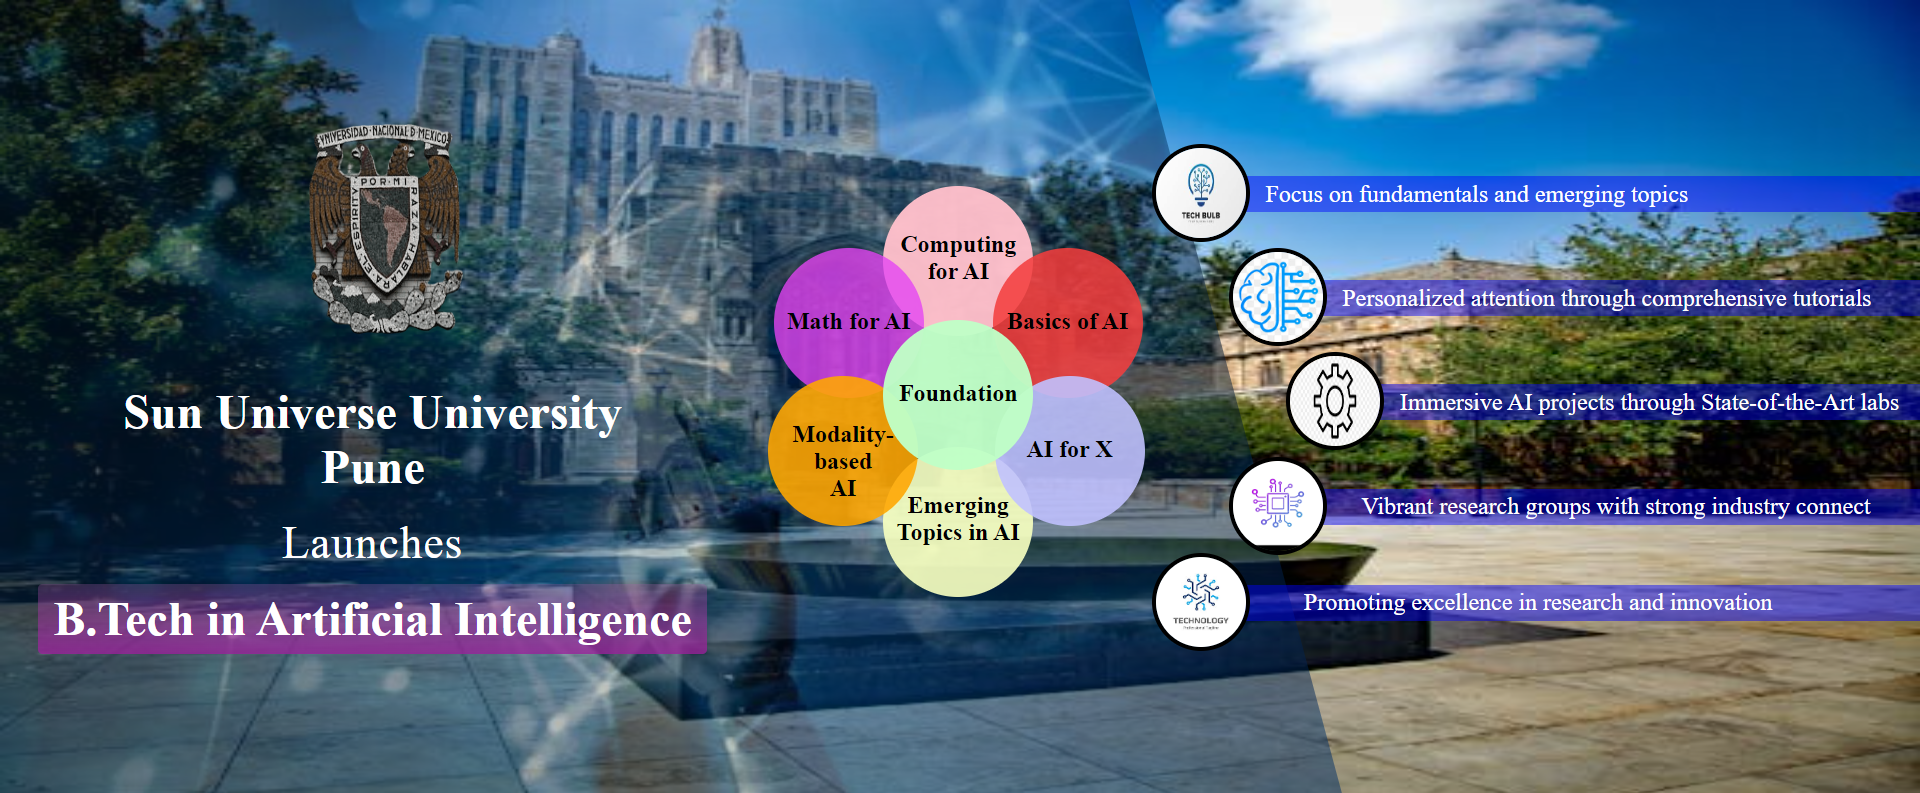 VNIVERSIDAD·NACIONAL D MEXICO
POR·MI
RAZA·HABLARA·EL·ESPIRITV
Sun Universe University
Pune
Launches
B.Tech in Artificial Intelligence
Computing
for AI
Math for AI
Basics of AI
Foundation
Modality-
based
AI
AI for X
Emerging
Topics in AI
TECH BULB
Focus on fundamentals and emerging topics
Personalized attention through comprehensive tutorials
Immersive AI projects through State-of-the-Art labs
Vibrant research groups with strong industry connect
TECHNOLOGY
Promoting excellence in research and innovation